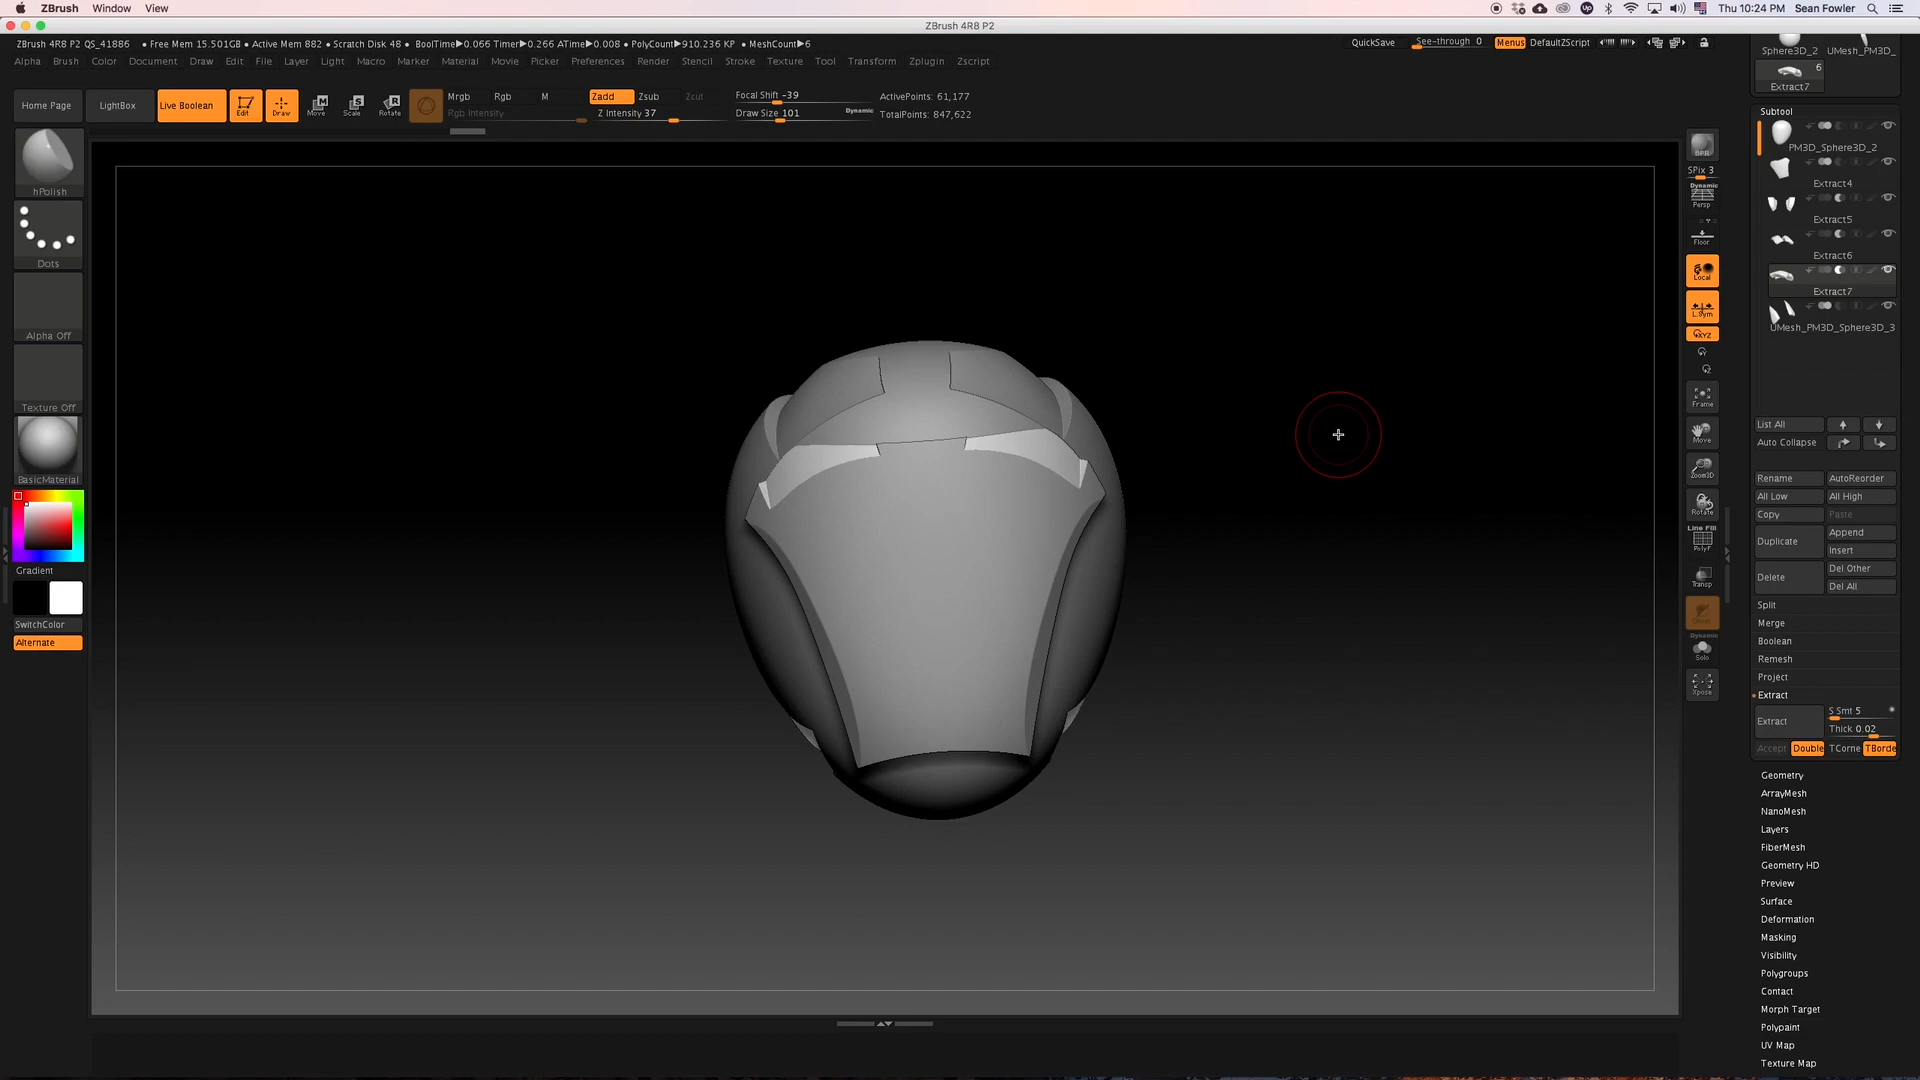 ZBrush Window View Thu 10:24 PM Sean Fowler
ZBrush 4R8 P2
ZBrush 4R8 P2 QS_41886 • Free Mem 15.501GB • Active Mem 882 • Scratch Disk 48 • BoolTime▶0.066 Timer▶0.266 ATime▶0.008 • PolyCount▶910.236 KP • MeshCount▶6 QuickSave See-through 0 Menus DefaultZScript
Alpha Brush Color Document Draw Edit File Layer Light Macro Marker Material Movie Picker Preferences Render Stencil Stroke Texture Tool Transform Zplugin Zscript
Home Page LightBox Live Boolean Edit Draw Move Scale Rotate
Mrgb Rgb M Zadd Zsub Zcut Focal Shift -39 ActivePoints: 61,177
Rgb Intensity Z Intensity 37 Draw Size 101 Dynamic TotalPoints: 847,622
hPolish
Dots
Alpha Off
Texture Off
BasicMaterial
Gradient
SwitchColor
Alternate
BPR
SPix 3
Dynamic
Persp
Floor
Local
L.Sym
XYZ
Frame
Move
Zoom3D
Rotate
Line Fill
PolyF
Transp
Ghost
Dynamic
Solo
Xpose
Sphere3D_2 UMesh_PM3D_
6
Extract7
Subtool
PM3D_Sphere3D_2
Extract4
Extract5
Extract6
Extract7
UMesh_PM3D_Sphere3D_3
List All
Auto Collapse
Rename AutoReorder
All Low All High
Copy Paste
Duplicate Append
Insert
Delete Del Other
Del All
Split
Merge
Boolean
Remesh
Project
Extract
Extract S Smt 5
Thick 0.02
Accept Double TCorne TBorde
Geometry
ArrayMesh
NanoMesh
Layers
FiberMesh
Geometry HD
Preview
Surface
Deformation
Masking
Visibility
Polygroups
Contact
Morph Target
Polypaint
UV Map
Texture Map